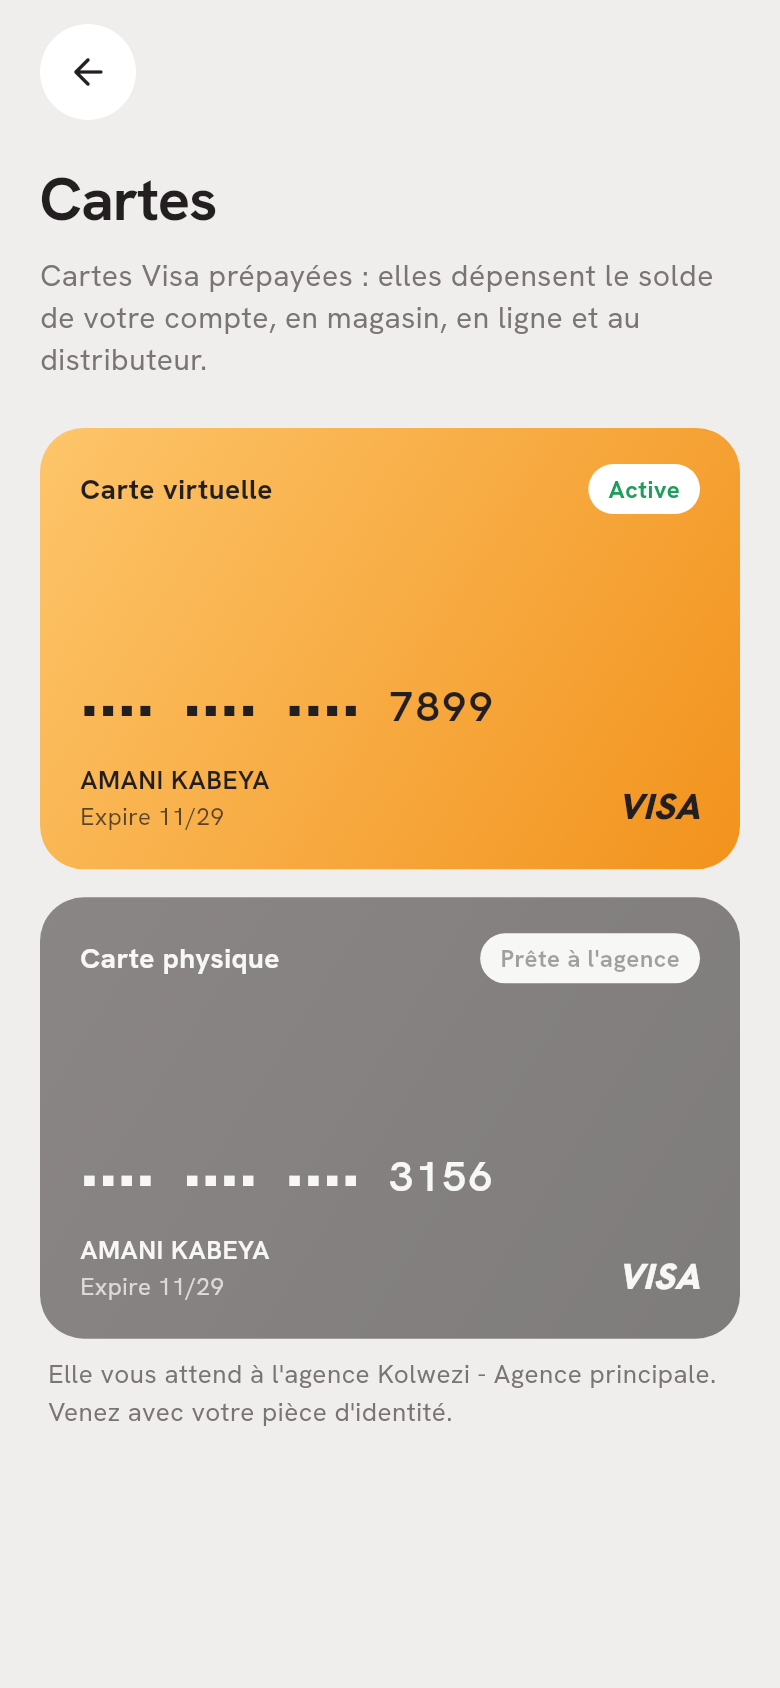 Cartes
Cartes Visa prépayées : elles dépensent le solde
de votre compte, en magasin, en ligne et au
distributeur.
Carte virtuelle
Active
▪▪▪▪ ▪▪▪▪ ▪▪▪▪ 7899
AMANI KABEYA
Expire 11/29
VISA
Carte physique
Prête à l'agence
▪▪▪▪ ▪▪▪▪ ▪▪▪▪ 3156
AMANI KABEYA
Expire 11/29
VISA
Elle vous attend à l'agence Kolwezi - Agence principale.
Venez avec votre pièce d'identité.